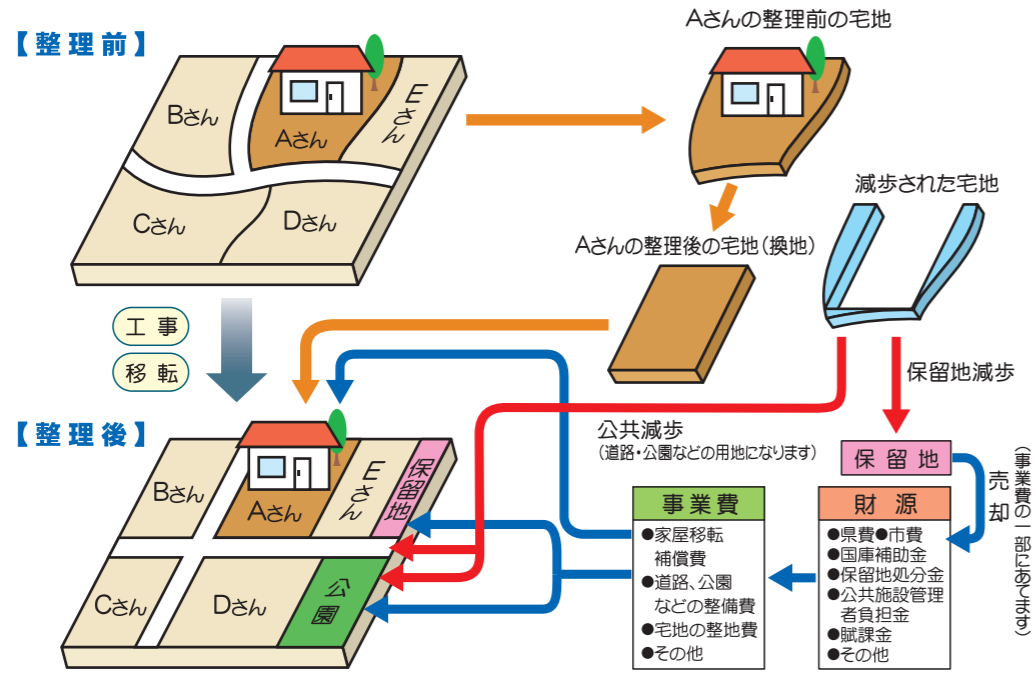 【整理前】
Bさん
Aさん
Eさん
Cさん
Dさん
Aさんの整理前の宅地
減歩された宅地
Aさんの整理後の宅地(換地)
工事
移転
保留地減歩
公共減歩
(道路・公園などの用地になります)
【整理後】
Bさん
Aさん
Eさん
保留地
Cさん
Dさん
公園
保留地
売却
(事業費の一部にあてます)
事業費
●家屋移転
補償費
●道路、公園
などの整備費
●宅地の整地費
●その他
財源
●県費●市費
●国庫補助金
●保留地処分金
●公共施設管理
者負担金
●賦課金
●その他